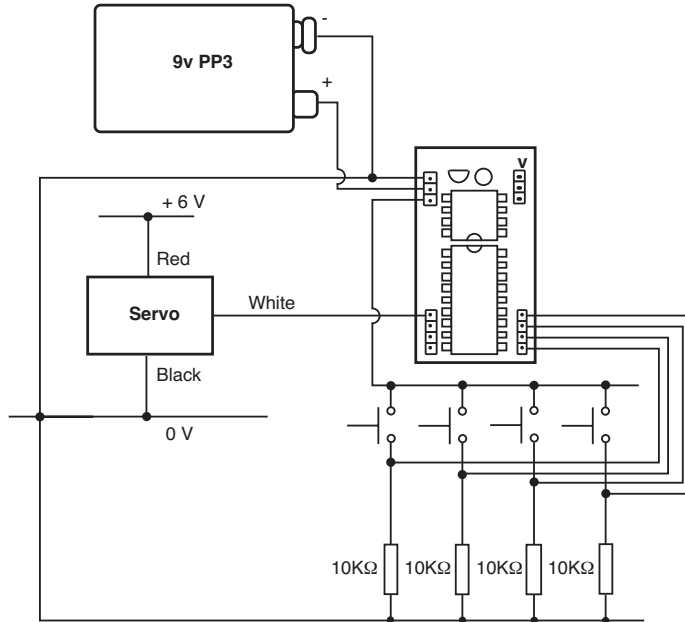 -
9v PP3
+
V
+ 6 V
Red
White
Servo
Black
0 V
10KΩ 10KΩ 10KΩ 10KΩ